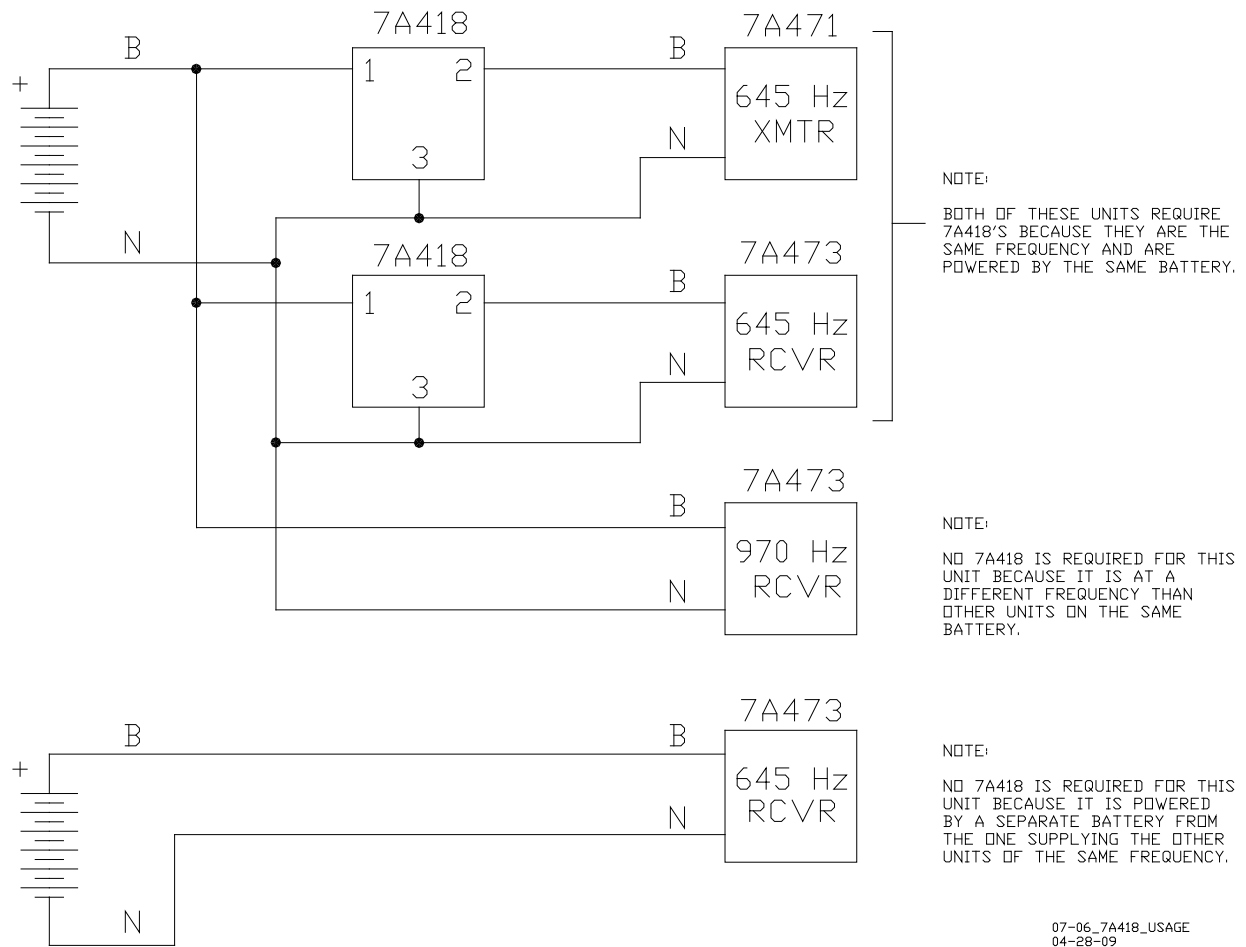 7A418
7A471
B
B
+
1
2
645 Hz
XMTR
N
3
NOTE:
BOTH OF THESE UNITS REQUIRE
7A418'S BECAUSE THEY ARE THE
SAME FREQUENCY AND ARE
POWERED BY THE SAME BATTERY.
N
7A418
7A473
B
1
2
645 Hz
RCVR
N
3
7A473
B
970 Hz
RCVR
N
NOTE:
NO 7A418 IS REQUIRED FOR THIS
UNIT BECAUSE IT IS AT A
DIFFERENT FREQUENCY THAN
OTHER UNITS ON THE SAME
BATTERY.
7A473
B
B
+
645 Hz
RCVR
N
N
NOTE:
NO 7A418 IS REQUIRED FOR THIS
UNIT BECAUSE IT IS POWERED
BY A SEPARATE BATTERY FROM
THE ONE SUPPLYING THE OTHER
UNITS OF THE SAME FREQUENCY.
07-06_7A418_USAGE
04-28-09